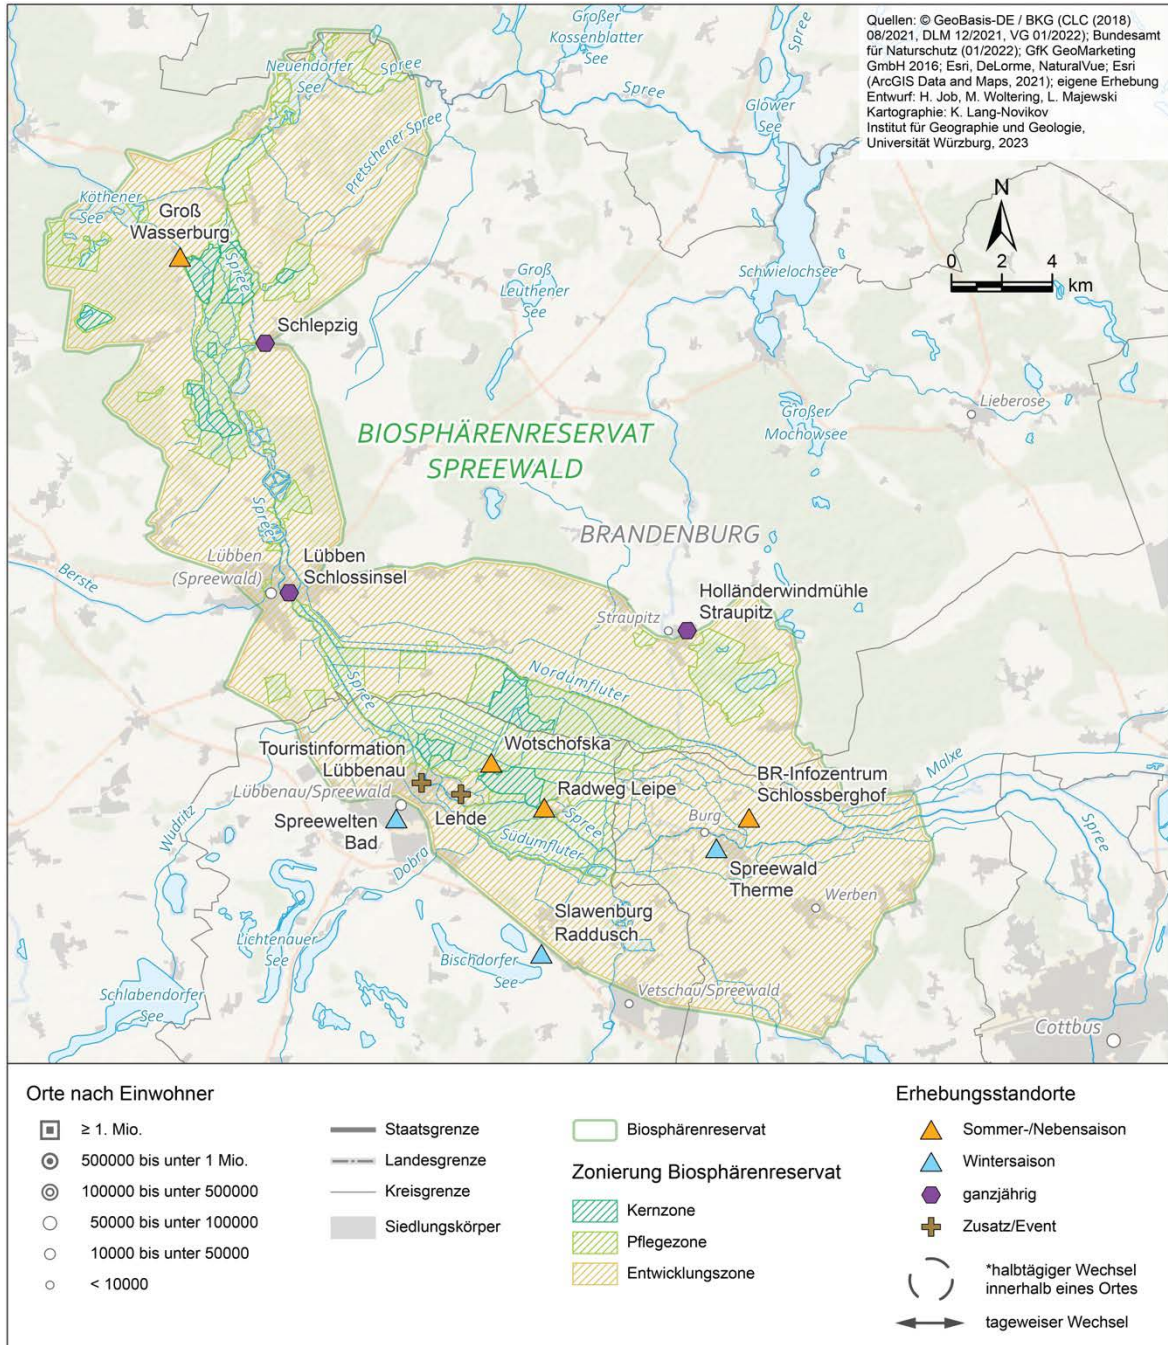 Quellen: © GeoBasis-DE / BKG (CLC (2018)
08/2021, DLM 12/2021, VG 01/2022); Bundesamt
für Naturschutz (01/2022); GfK GeoMarketing
GmbH 2016; Esri, DeLorme, NaturalVue; Esri
(ArcGIS Data and Maps, 2021); eigene Erhebung
Entwurf: H. Job, M. Woltering, L. Majewski
Kartographie: K. Lang-Novikov
Institut für Geographie und Geologie,
Universität Würzburg, 2023
N
0 2 4
km
Großer
Kossenblatter
See
Spree
Neuendorfer
See
Spree
Spree
Glower
See
Pretschener Spree
Köthener
See
Groß
Wasserburg
Spree
Groß
Leuthener
See
Schwielochsee
Schlepzig
Lieberose
Großer
Mochowsee
BIOSPHÄRENRESERVAT
SPREEWALD
Spree
BRANDENBURG
Lübben
(Spreewald)
Lübben
Schlossinsel
Berste
Holländerwindmühle
Straupitz
Straupitz
Nordumfluter
Spree
Wotschofska
Touristinformation
Lübbenau
Lübbenau/Spreewald
BR-Infozentrum
Schlossberghof
Malxe
Radweg Leipe
Spree
Burg
Wudritz
Spreewelten
Bad
Lehde
Dobra
Südumfluter
Spree
Spreewald
Therme
Werben
Slawenburg
Raddusch
Lichtenauer
See
Bischdorfer
See
Schlabendorfer
See
Vetschau/Spreewald
Cottbus
Orte nach Einwohner
≥ 1. Mio.
500000 bis unter 1 Mio.
100000 bis unter 500000
50000 bis unter 100000
10000 bis unter 50000
< 10000
Staatsgrenze
Landesgrenze
Kreisgrenze
Siedlungskörper
Biosphärenreservat
Zonierung Biosphärenreservat
Kernzone
Pflegezone
Entwicklungszone
Erhebungsstandorte
Sommer-/Nebensaison
Wintersaison
ganzjährig
Zusatz/Event
*halbtägiger Wechsel
innerhalb eines Ortes
tageweiser Wechsel